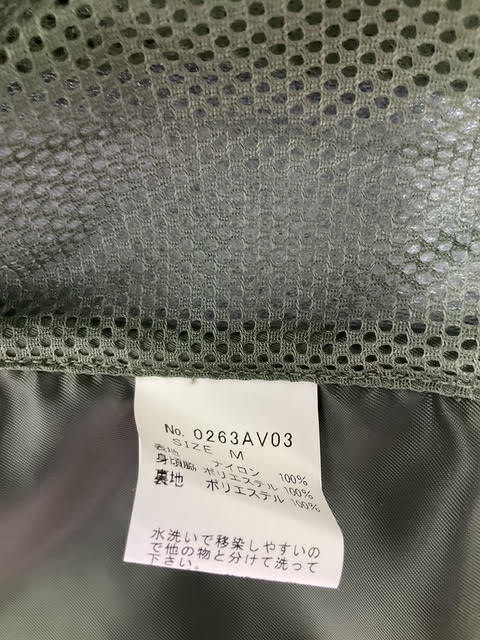 No. 0263AV03
SIZE M
表地 ナイロン 100%
身頃脇 ポリエステル 100%
裏地 ポリエステル 100%
水洗いで移染しやすいの
で他の物と分けて洗って
下さい。